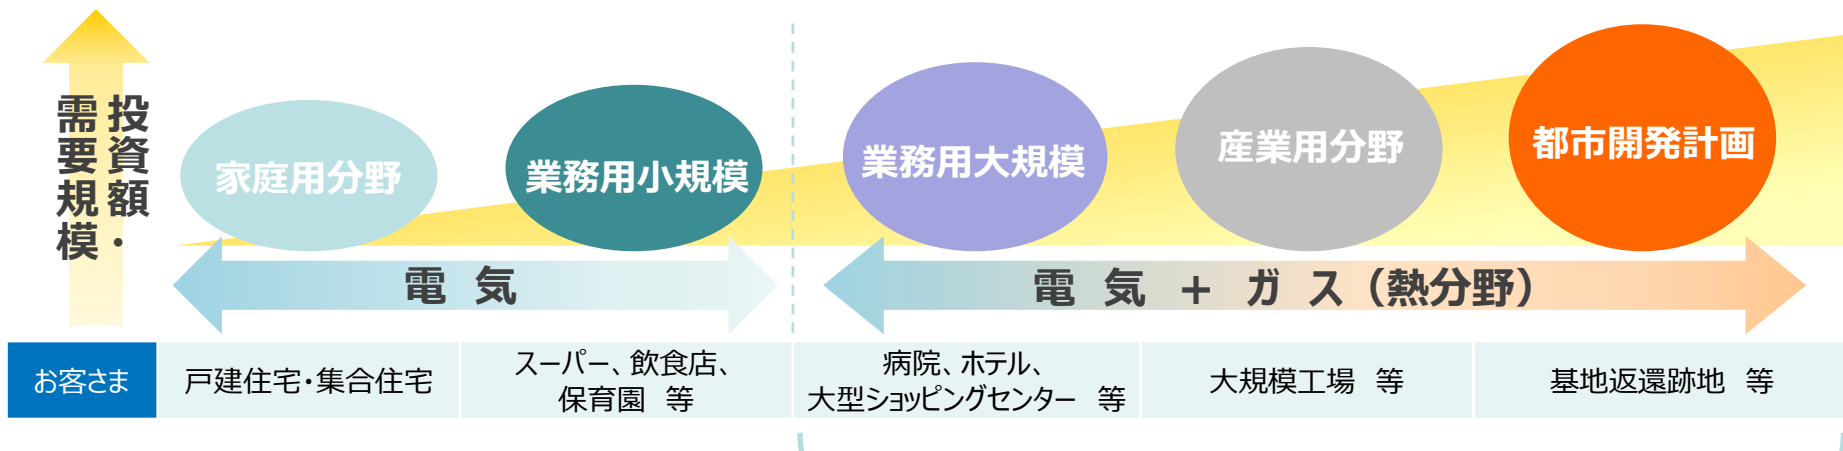 投資額・
需要規模
家庭用分野
業務用小規模
業務用大規模
産業用分野
都市開発計画
電 気
電 気 + ガ ス（熱分野）
お客さま
戸建住宅・集合住宅
スーパー、飲食店、
保育園 等
病院、ホテル、
大型ショッピングセンター 等
大規模工場 等
基地返還跡地 等